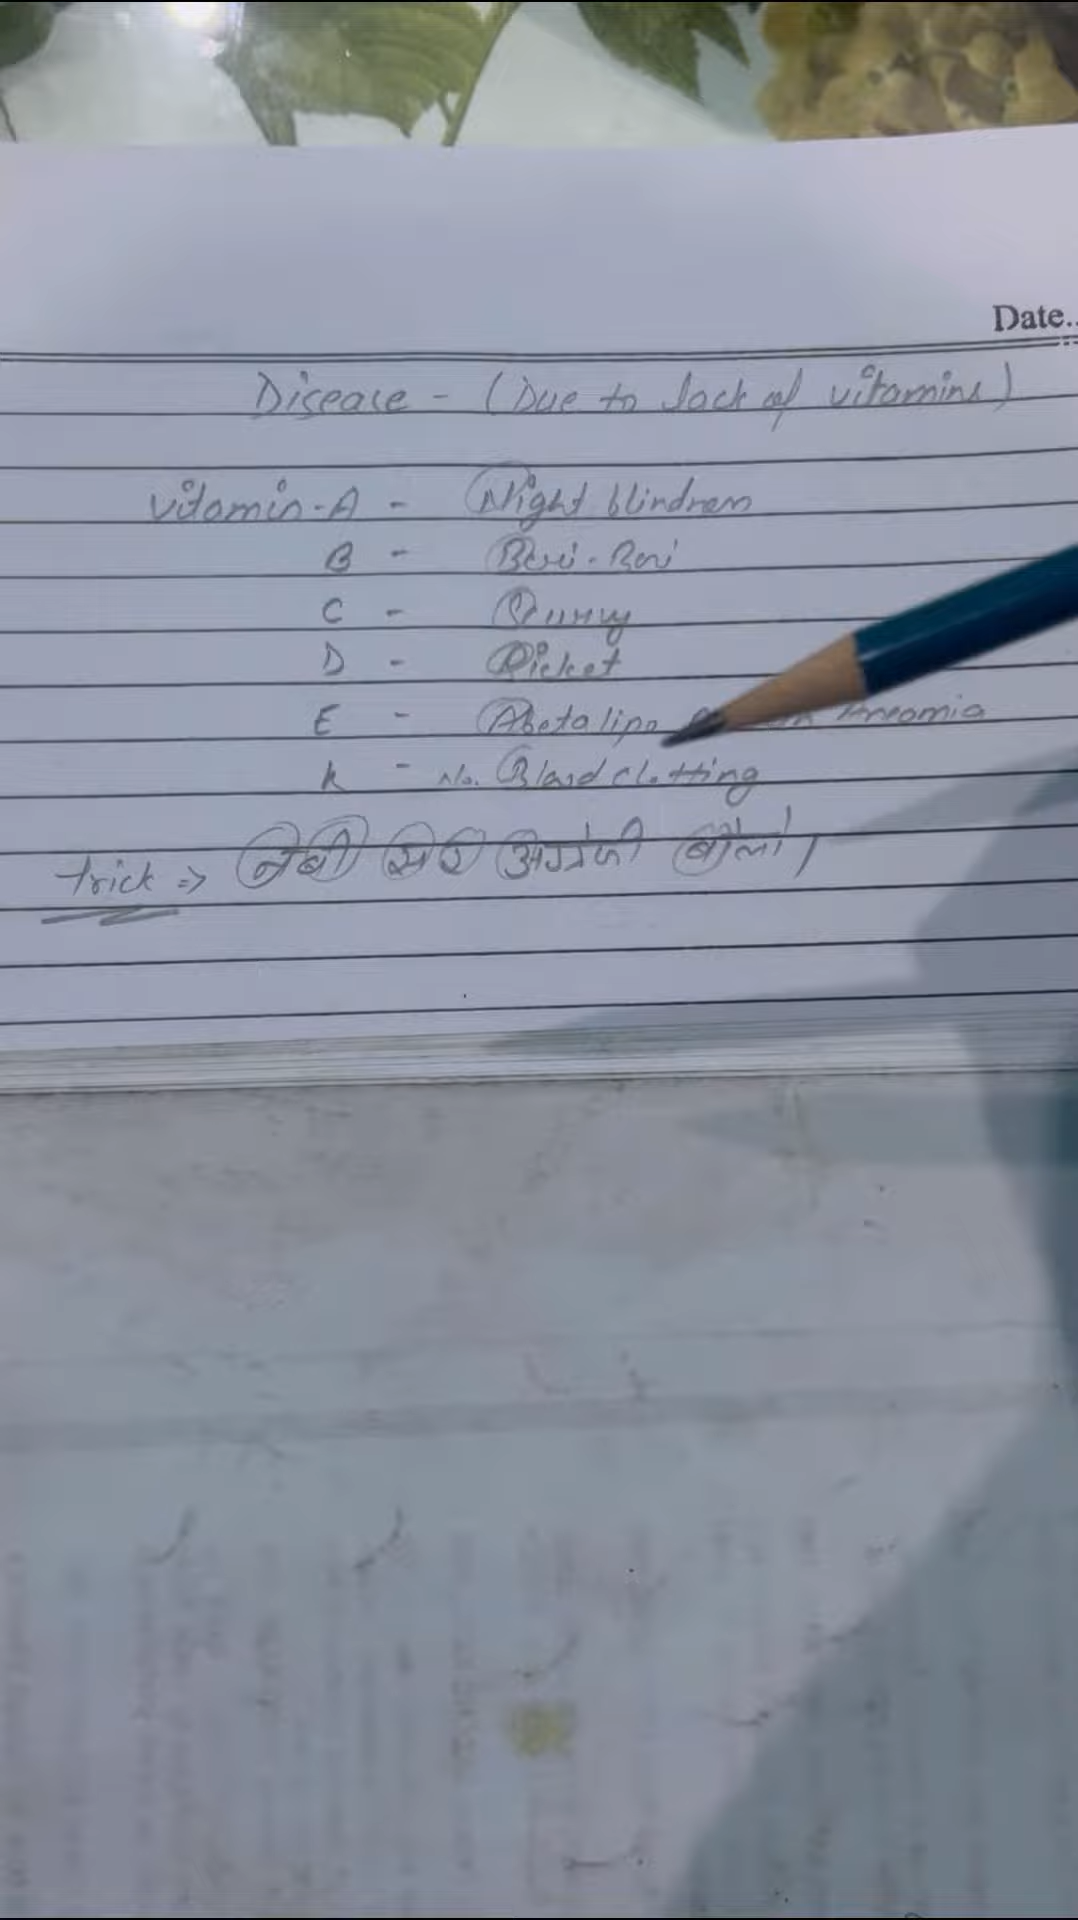 Date..
Disease - (Due to lack of vitamins)
Vitamin-A - Night blindness
B - Beri-Beri
C - Scurvy
D - Ricket
E - Abetalipo
K - No. Blood clotting
trick => नबी सर अंग्रेजी बोलो।